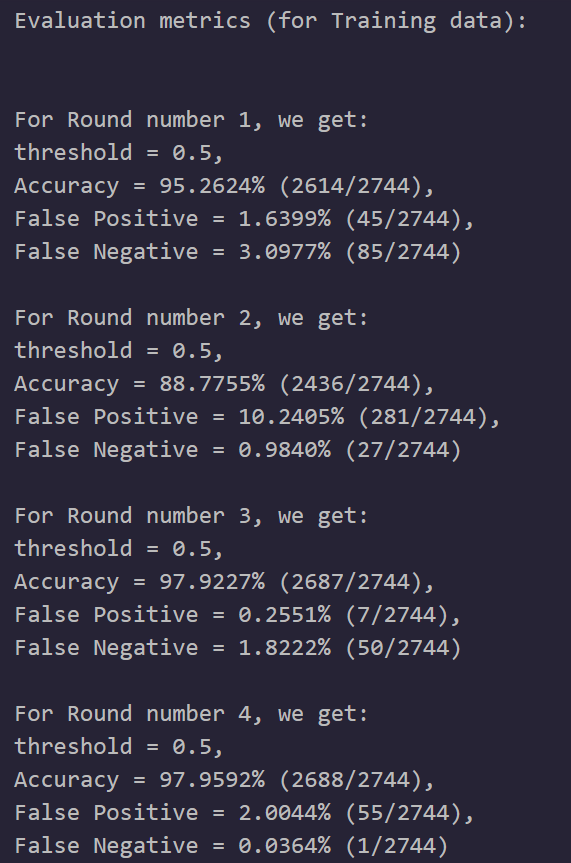 Evaluation metrics (for Training data):
For Round number 1, we get:
threshold = 0.5,
Accuracy = 95.2624% (2614/2744),
False Positive = 1.6399% (45/2744),
False Negative = 3.0977% (85/2744)
For Round number 2, we get:
threshold = 0.5,
Accuracy = 88.7755% (2436/2744),
False Positive = 10.2405% (281/2744),
False Negative = 0.9840% (27/2744)
For Round number 3, we get:
threshold = 0.5,
Accuracy = 97.9227% (2687/2744),
False Positive = 0.2551% (7/2744),
False Negative = 1.8222% (50/2744)
For Round number 4, we get:
threshold = 0.5,
Accuracy = 97.9592% (2688/2744),
False Positive = 2.0044% (55/2744),
False Negative = 0.0364% (1/2744)